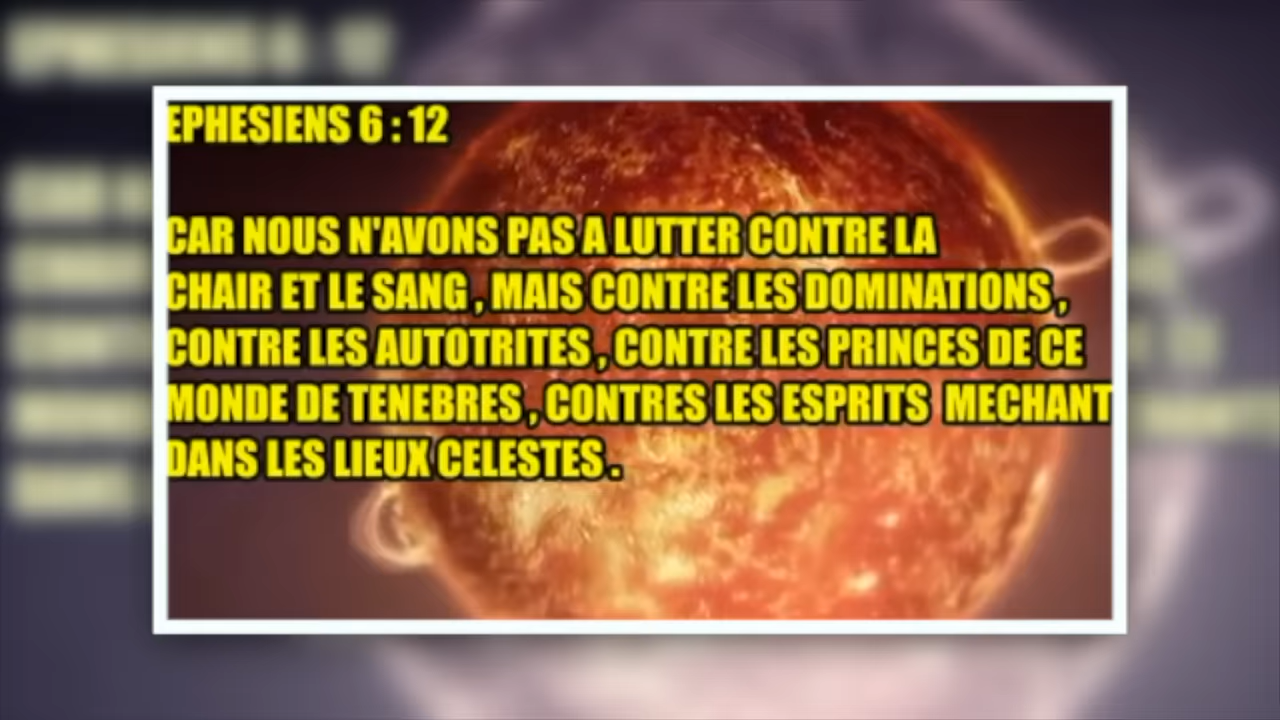 EPHESIENS 6 : 12
CAR NOUS N'AVONS PAS A LUTTER CONTRE LA
CHAIR ET LE SANG , MAIS CONTRE LES DOMINATIONS ,
CONTRE LES AUTOTRITES , CONTRE LES PRINCES DE CE
MONDE DE TENEBRES , CONTRES LES ESPRITS MECHANT
DANS LES LIEUX CELESTES .